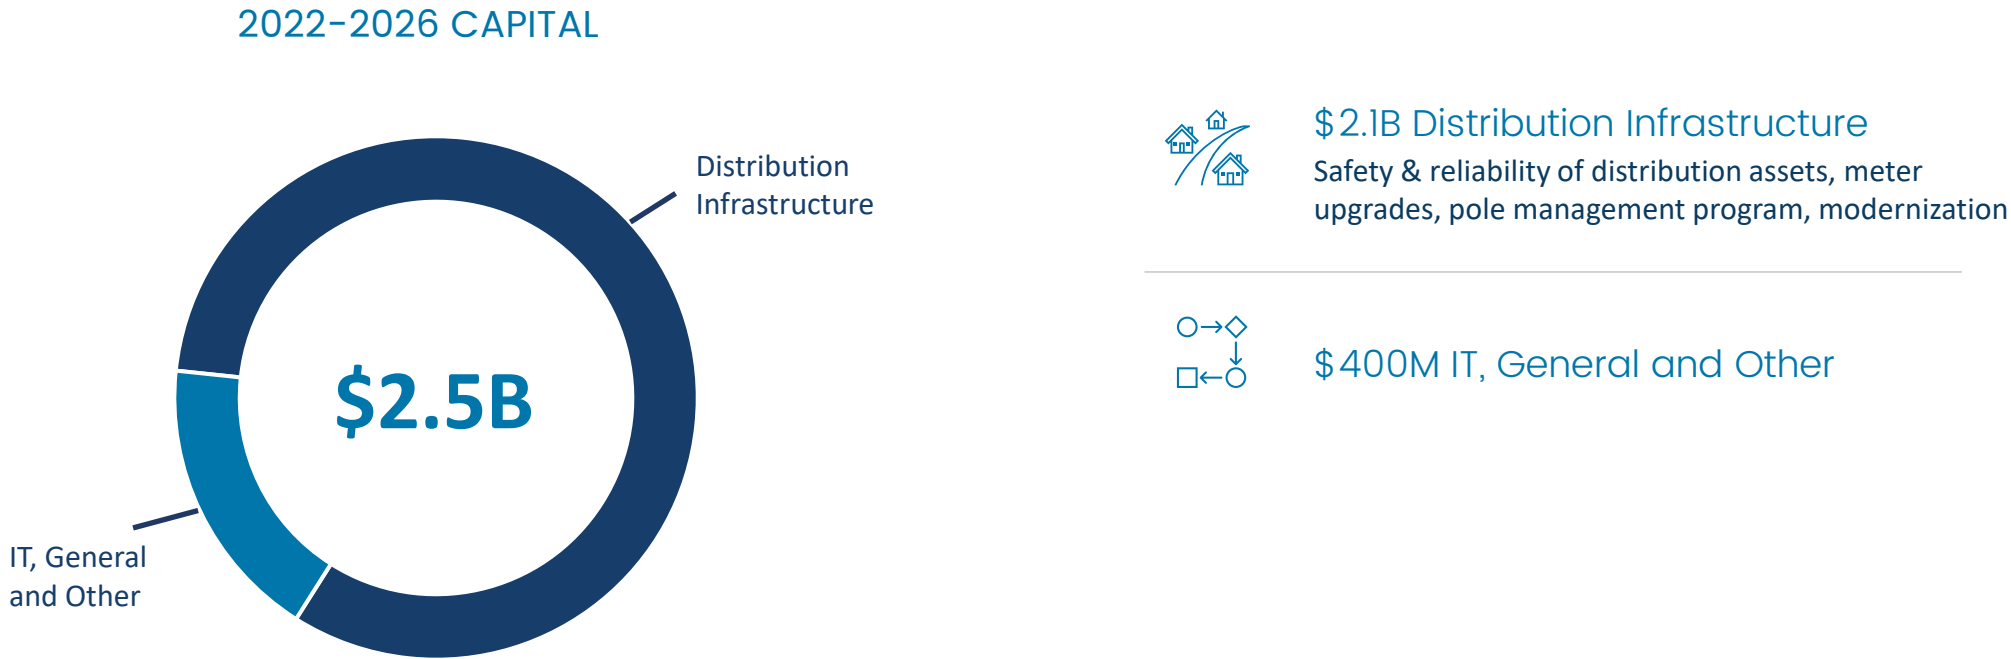 2022-2026 CAPITAL
Distribution
Infrastructure
$2.5B
IT, General
and Other
$2.1B Distribution Infrastructure
Safety & reliability of distribution assets, meter
upgrades, pole management program, modernization
$400M IT, General and Other